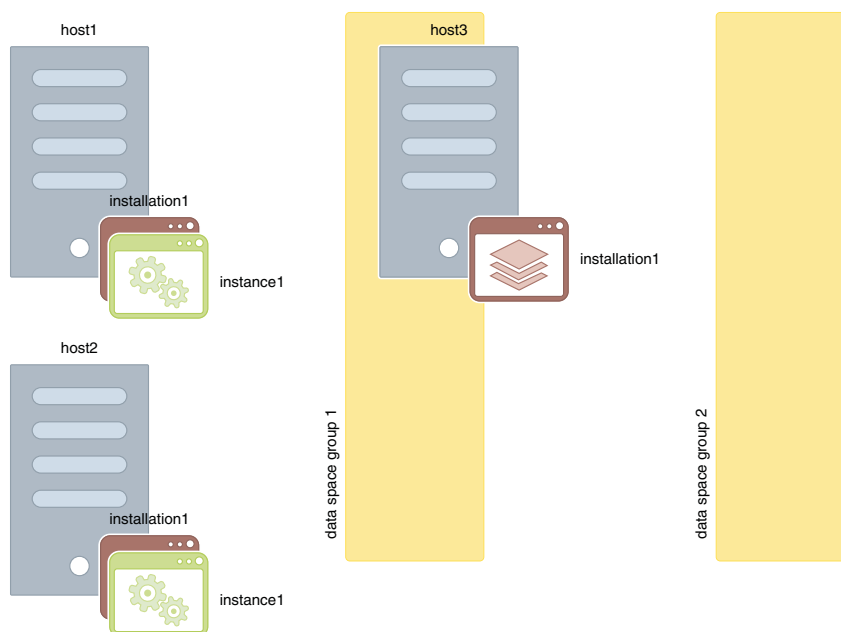 host1
installation1
instance1
host2
installation1
instance1
host3
installation1
data space group 1
data space group 2